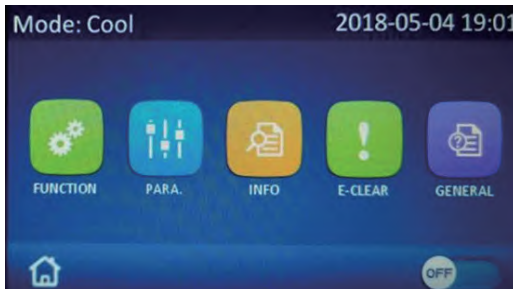 Mode: Cool
2018-05-04 19:01
FUNCTION
PARA.
INFO
E-CLEAR
GENERAL
OFF